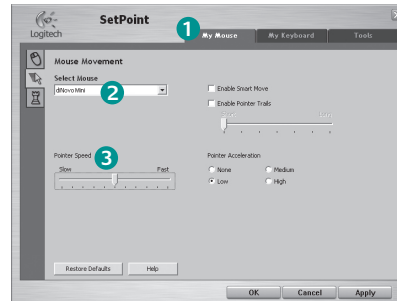 SetPoint
Logitech
1
My Mouse
My Keyboard
Tools
Mouse Movement
Select Mouse
diNovo Mini
2
Enable Smart Move
Enable Pointer Trails
Short
Long
Pointer Speed
3
Slow
Fast
Pointer Acceleration
None
Medium
Low
High
Restore Defaults
Help
OK
Cancel
Apply